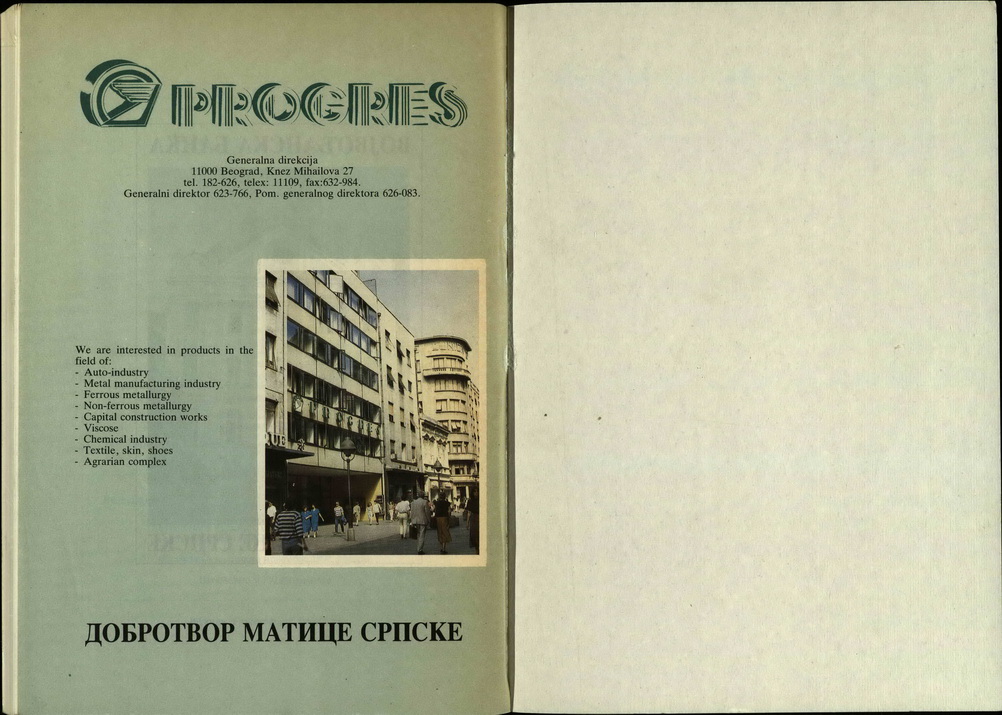 PROGRES
Generalna direkcija
11000 Beograd, Knez Mihailova 27
tel. 182-626, telex: 11109, fax:632-984.
Generalni direktor 623-766, Pom. generalnog direktora 626-083.
We are interested in products in the
field of:
- Auto-industry
- Metal manufacturing industry
- Ferrous metallurgy
- Non-ferrous metallurgy
- Capital construction works
- Viscose
- Chemical industry
- Textile, skin, shoes
- Agrarian complex
PROGRES
ДОБРОТВОР МАТИЦЕ СРПСКЕ